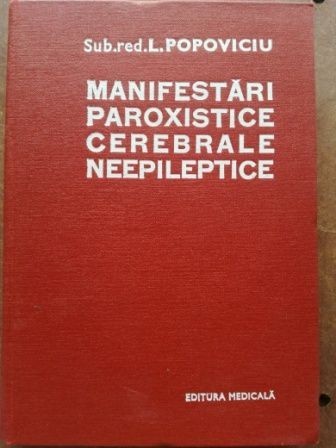 Sub.red.L.POPOVICIU
MANIFESTĂRI
PAROXISTICE
CEREBRALE
NEEPILEPTICE
EDITURA MEDICALĂ